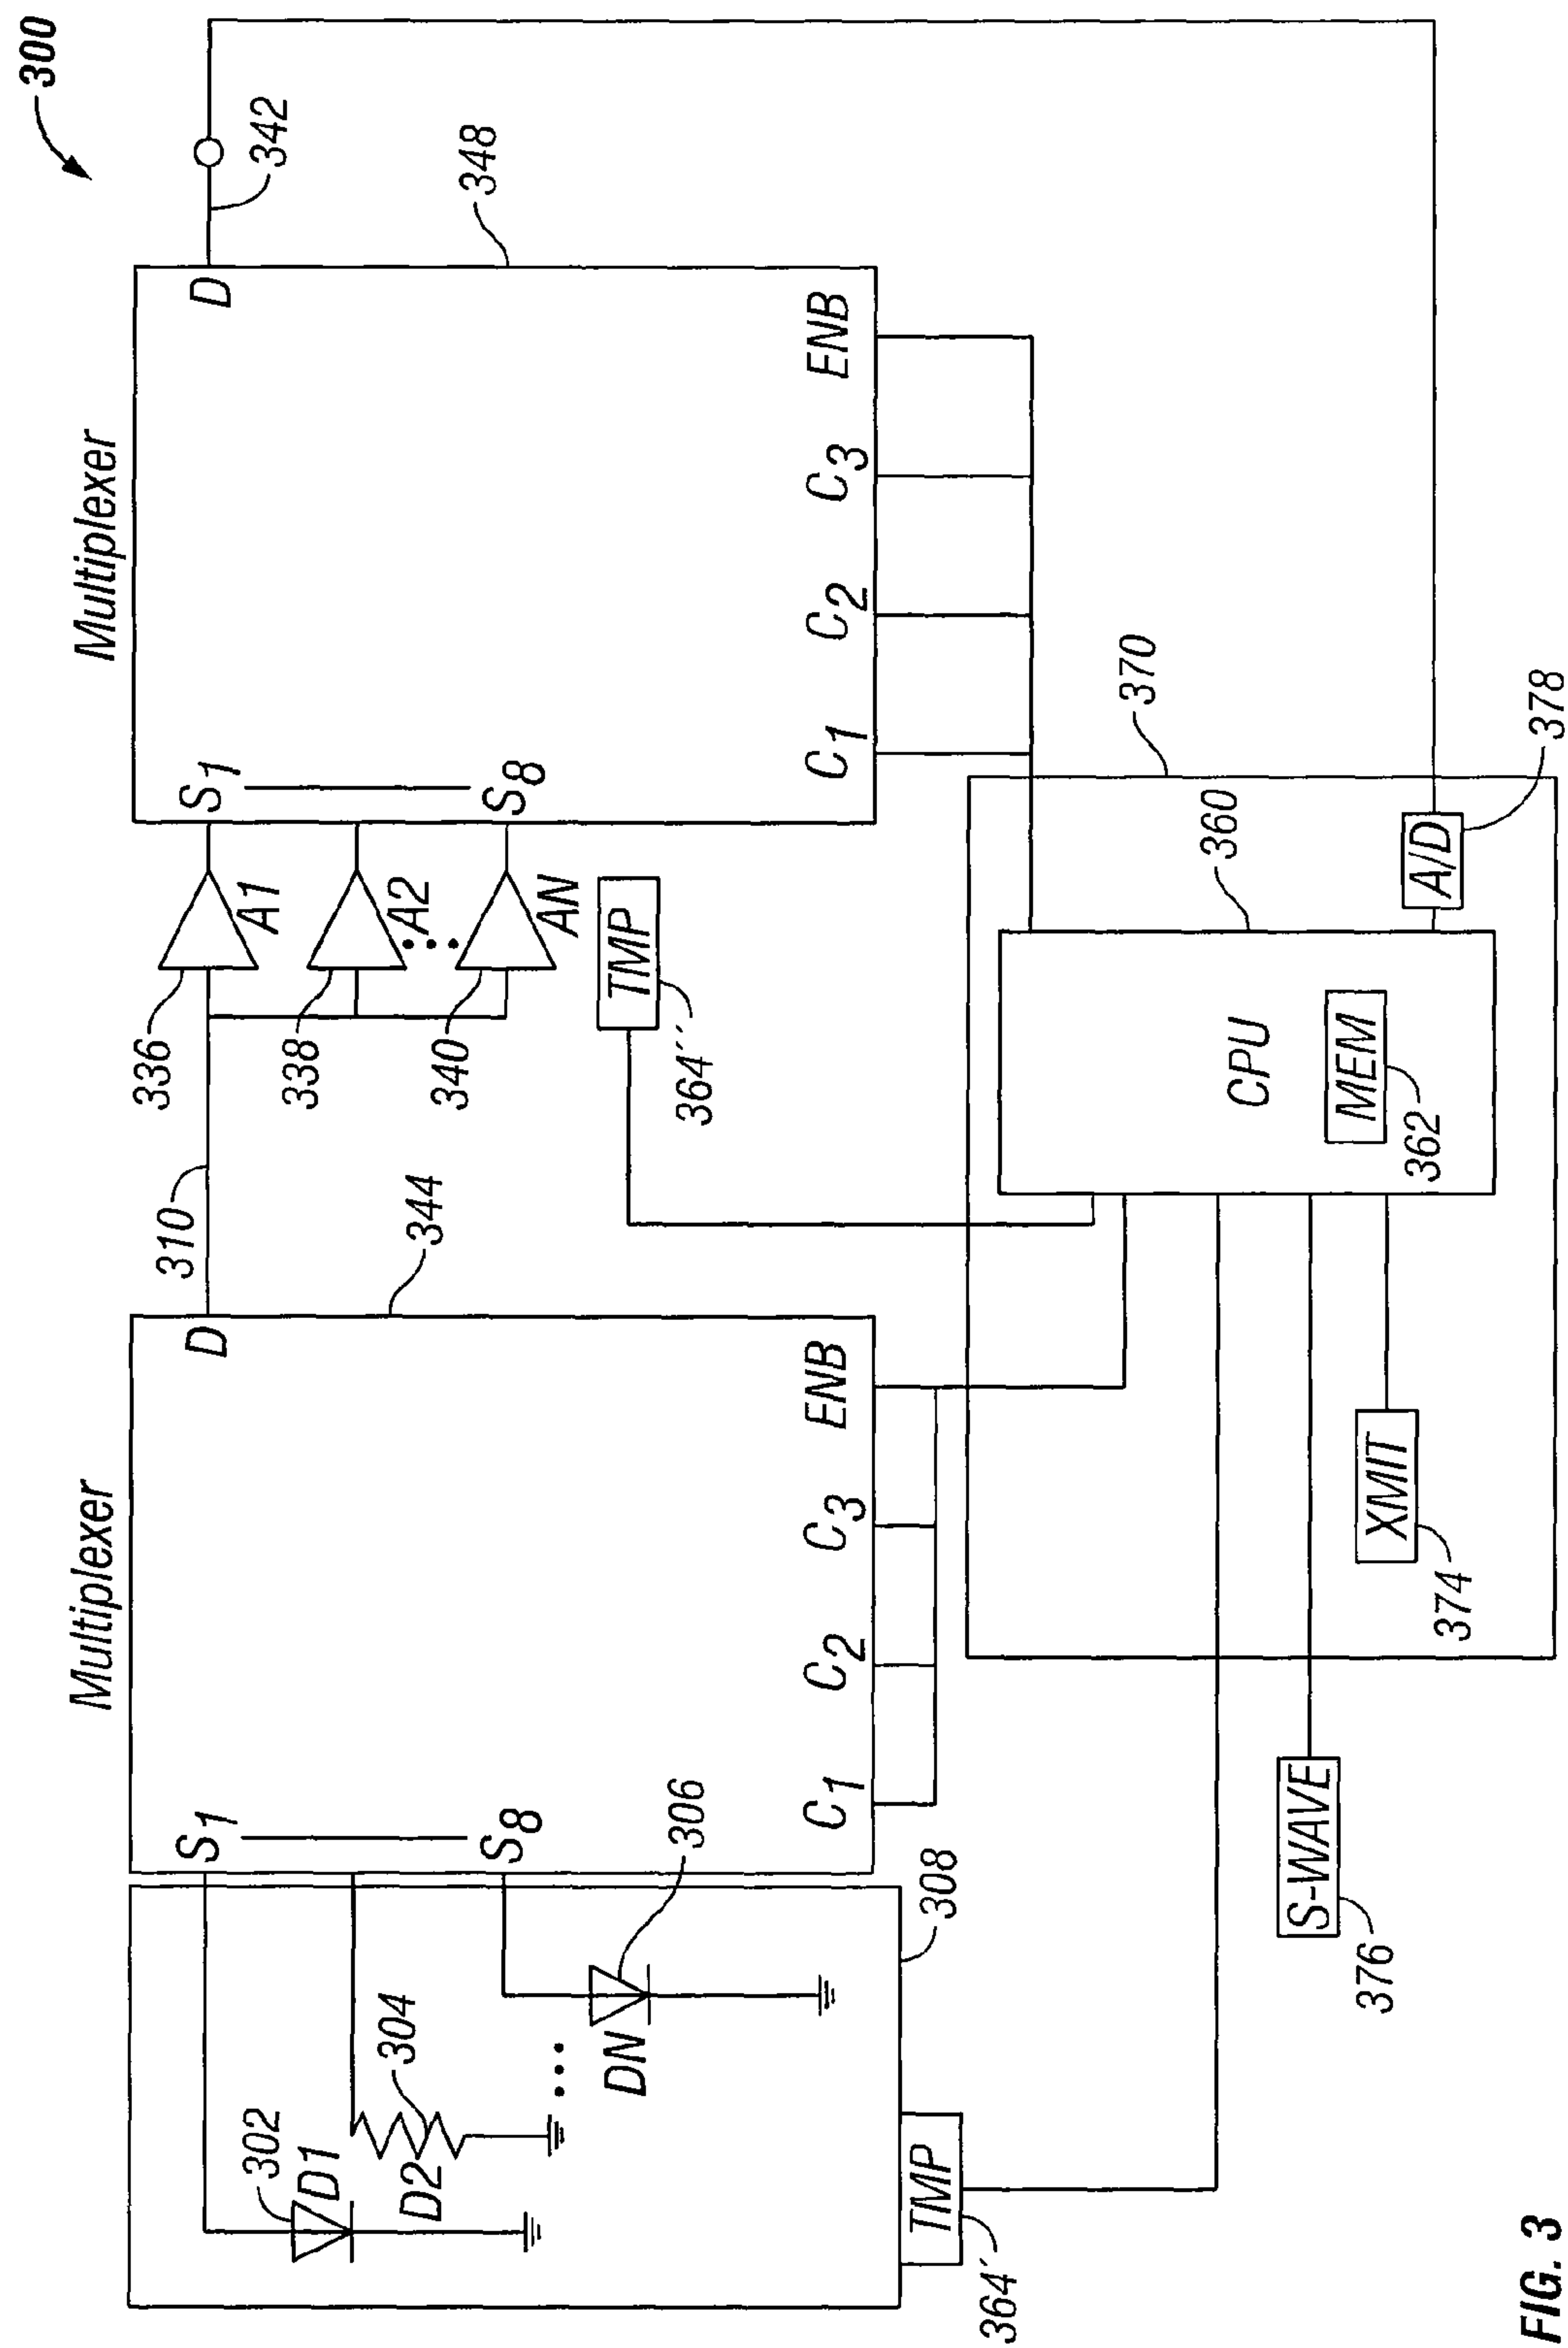 300
Multiplexer
Multiplexer
S1
D
310
336
A1
S1
D
342
302
D1
304
D2
S8
338
A2
S8
348
306
DN
344
340
AN
TMP
364´´
C1
C2
C3
ENB
C1
C2
C3
ENB
308
TMP
364´
370
360
CPU
MEM
362
A/D
378
S-WAVE
376
XMIT
374
FIG. 3